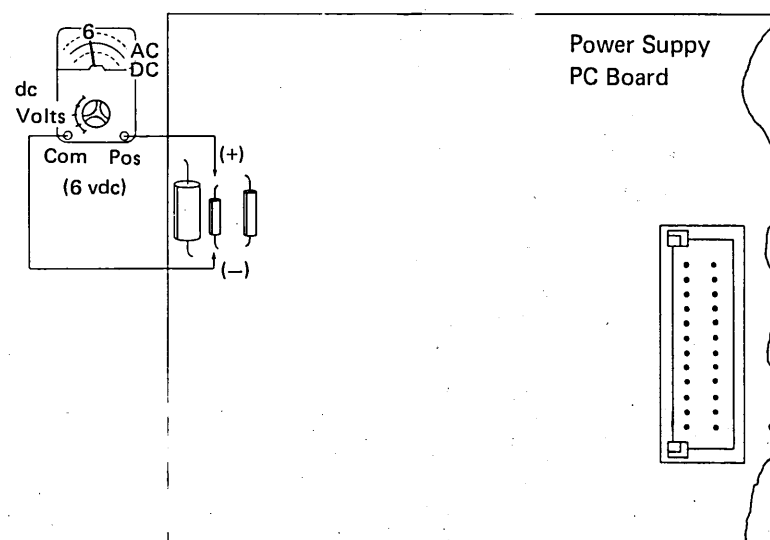 6
AC
DC
dc
Volts
Com Pos
(6 vdc)
(+)
(—)
Power Suppy
PC Board